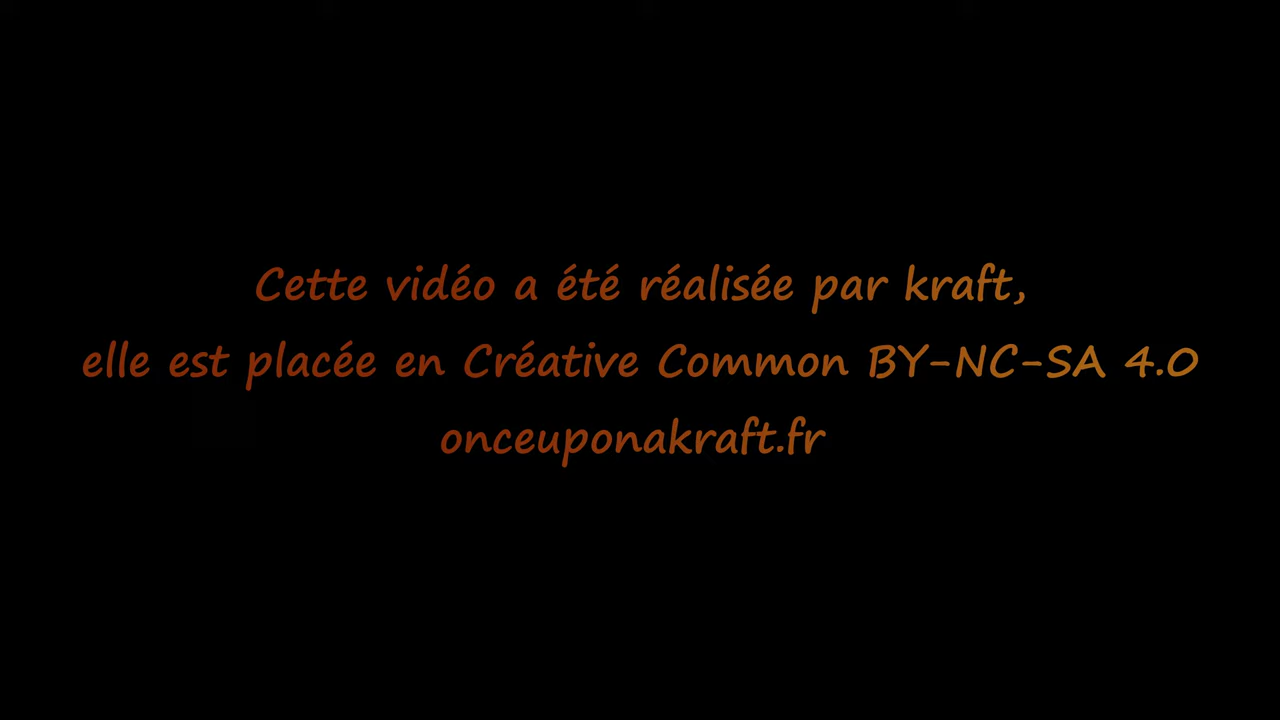 Cette vidéo a été réalisée par kraft,
elle est placée en Créative Common BY-NC-SA 4.0
onceuponakraft.fr